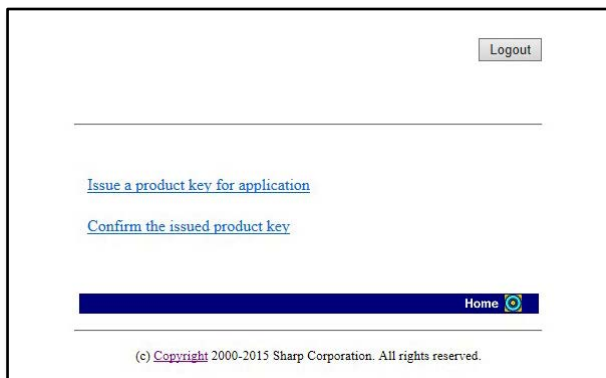 Logout
Issue a product key for application
Confirm the issued product key
Home
(c) Copyright 2000-2015 Sharp Corporation. All rights reserved.